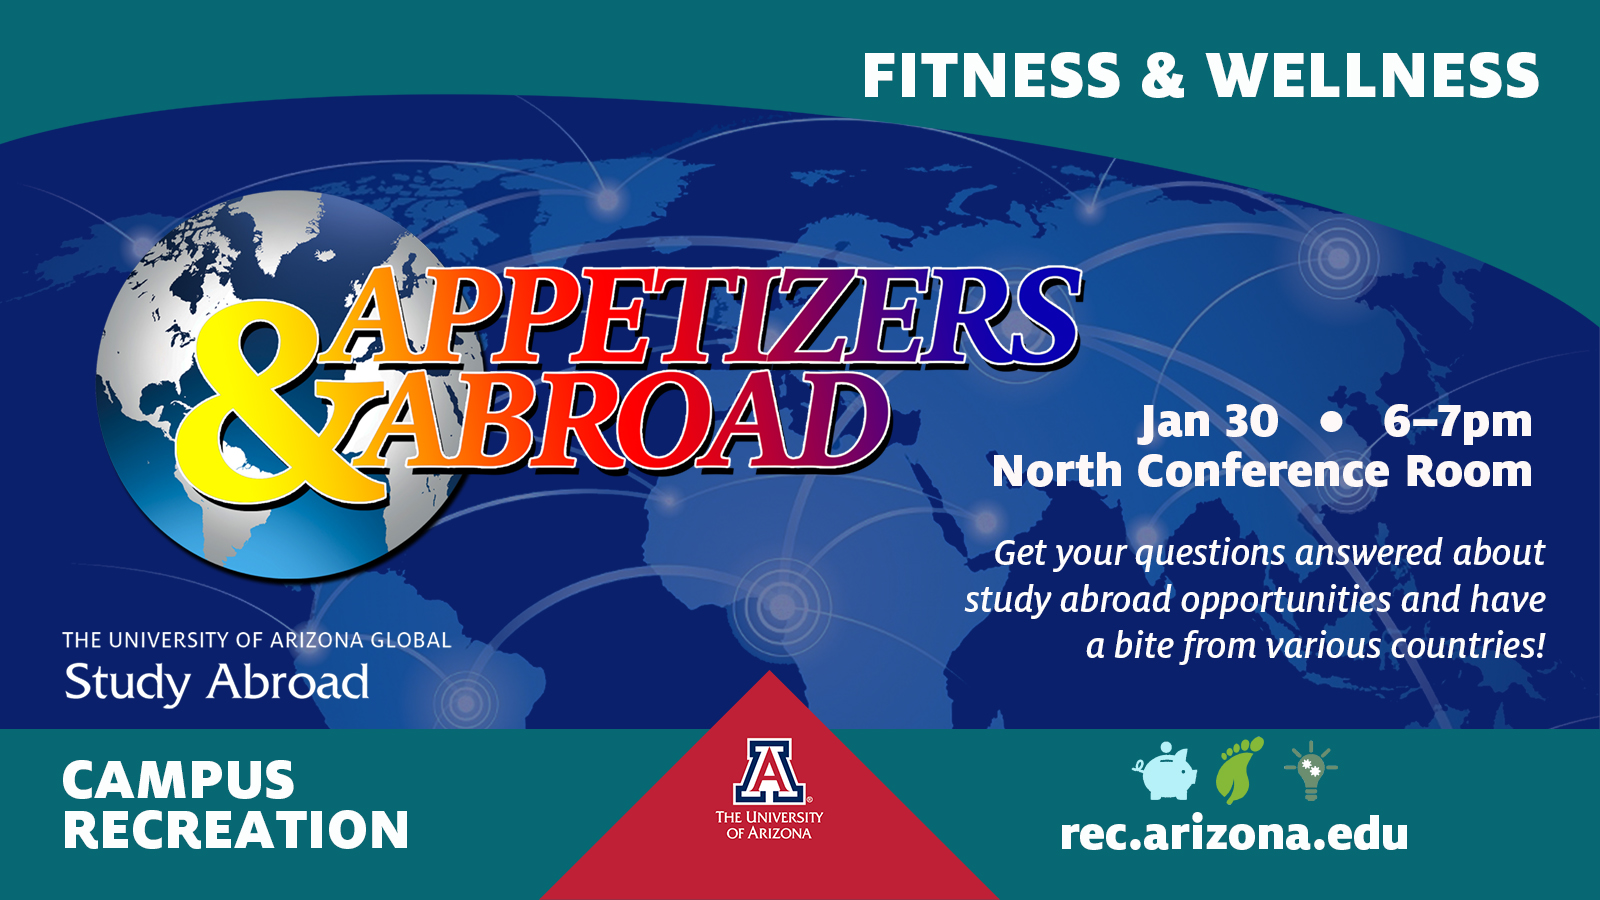 FITNESS & WELLNESS
APPETIZERS
& ABROAD
Jan 30 • 6–7pm
North Conference Room
Get your questions answered about
study abroad opportunities and have
a bite from various countries!
THE UNIVERSITY OF ARIZONA GLOBAL
Study Abroad
CAMPUS
RECREATION
A®
THE UNIVERSITY
OF ARIZONA
rec.arizona.edu